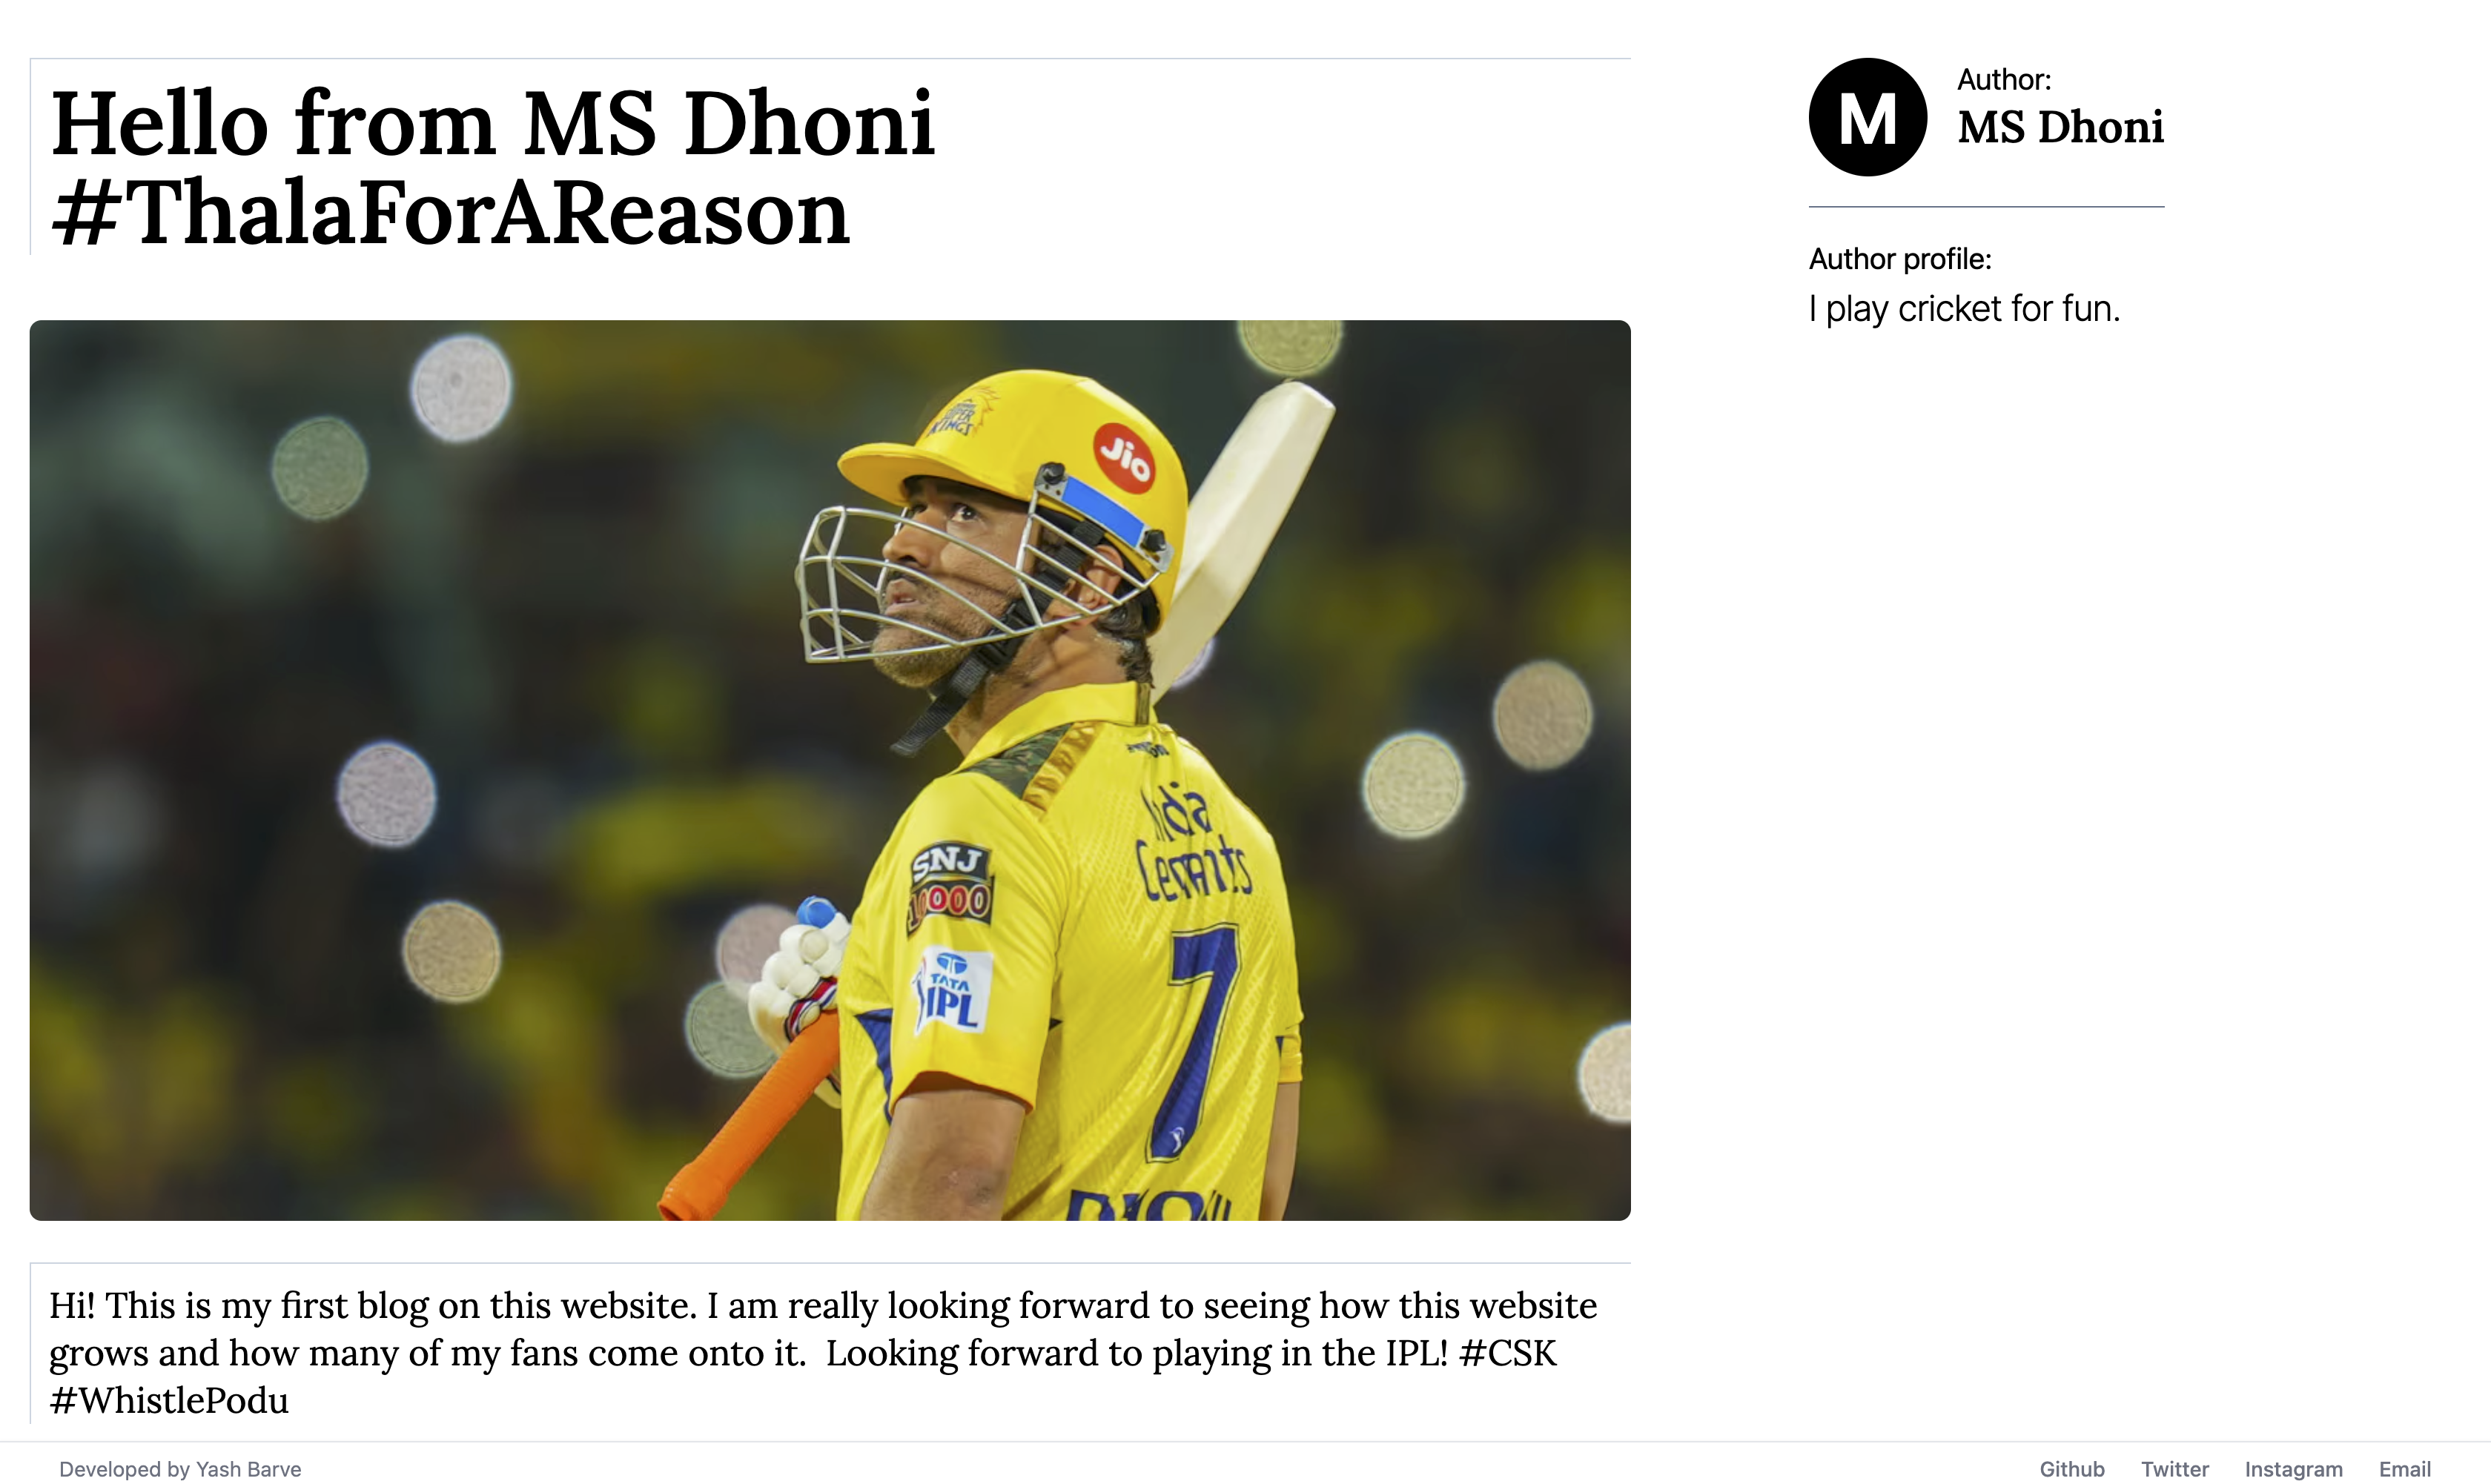 Hello from MS Dhoni
#ThalaForAReason
M
Author:
MS Dhoni
Author profile:
I play cricket for fun.
SUPER
KINGS
Jio
India
Cements
SNJ
10000
TATA
IPL
7
Hi! This is my first blog on this website. I am really looking forward to seeing how this website
grows and how many of my fans come onto it.  Looking forward to playing in the IPL! #CSK
#WhistlePodu
Developed by Yash Barve
Github Twitter Instagram Email